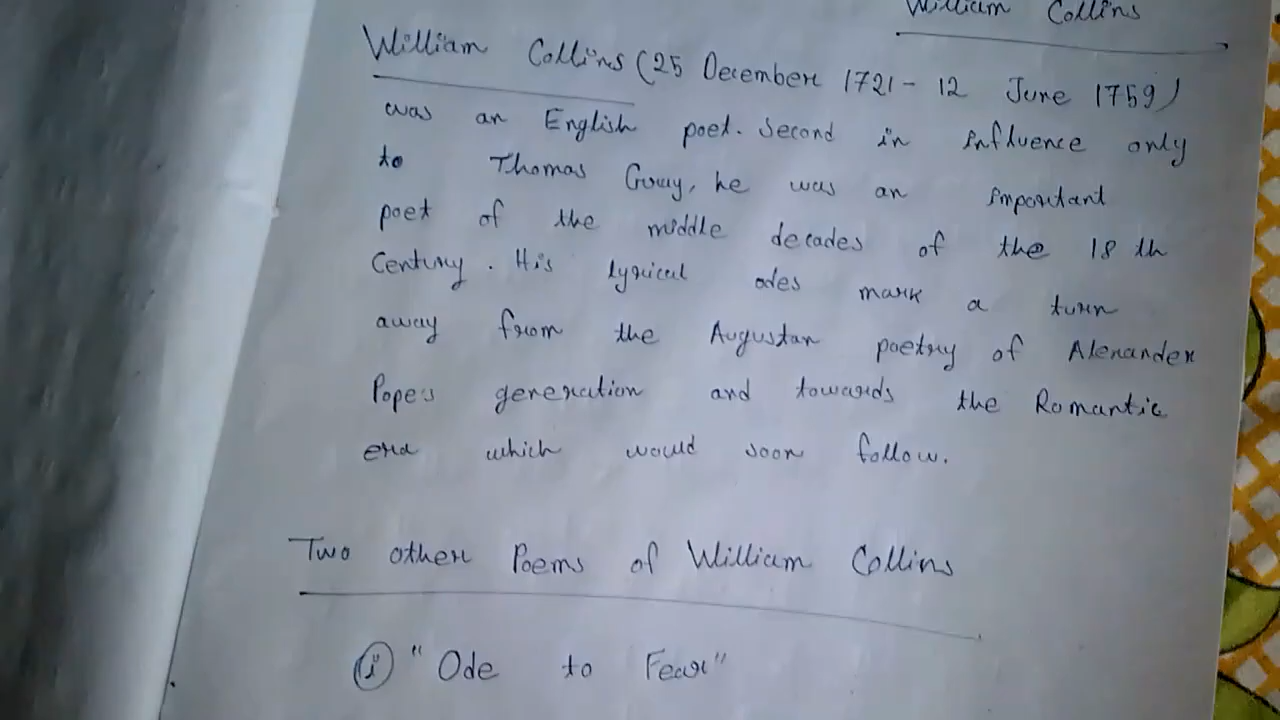 William Collins
William Collins (25 December 1721 - 12 June 1759)
was an English poet. Second in influence only
to Thomas Gray, he was an important
poet of the middle decades of the 18 th
Century. His lyrical odes mark a turn
away from the Augustan poetry of Alexander
Pope's generation and towards the Romantic
era which would soon follow.
Two other Poems of William Collins
(i) "Ode to Fear"